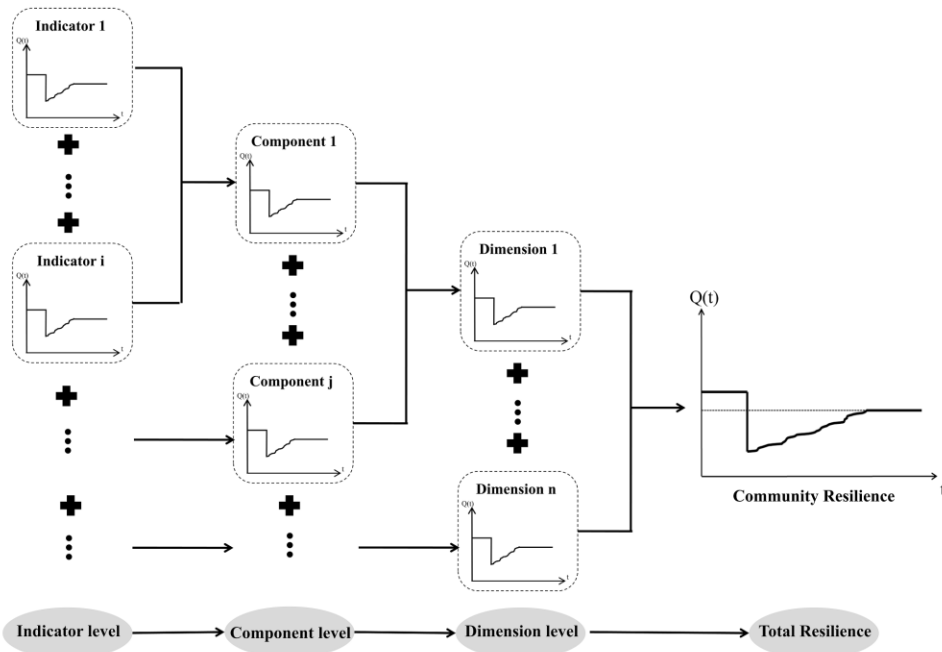 Indicator 1
Q(t)
t
Component 1
Q(t)
t
Indicator i
Q(t)
t
Dimension 1
Q(t)
t
Component j
Q(t)
t
Dimension n
Q(t)
t
Q(t)
t
Community Resilience
Indicator level
Component level
Dimension level
Total Resilience